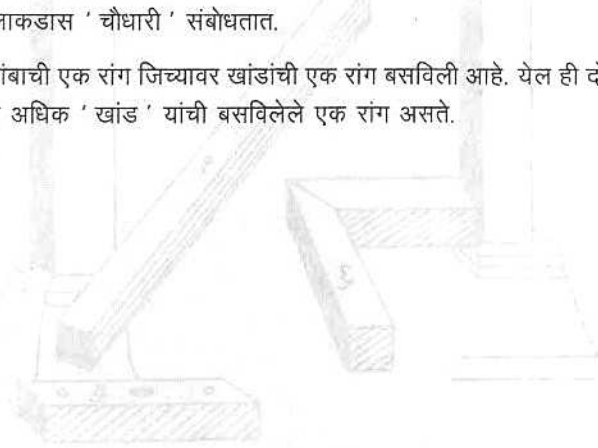 लाकडास ' चौधारी ' संबोधतात.
खांबाची एक रांग जिच्यावर खांडांची एक रांग बसविली आहे. येल ही दो
अधिक ' खांड ' यांची बसविलेले एक रांग असते.